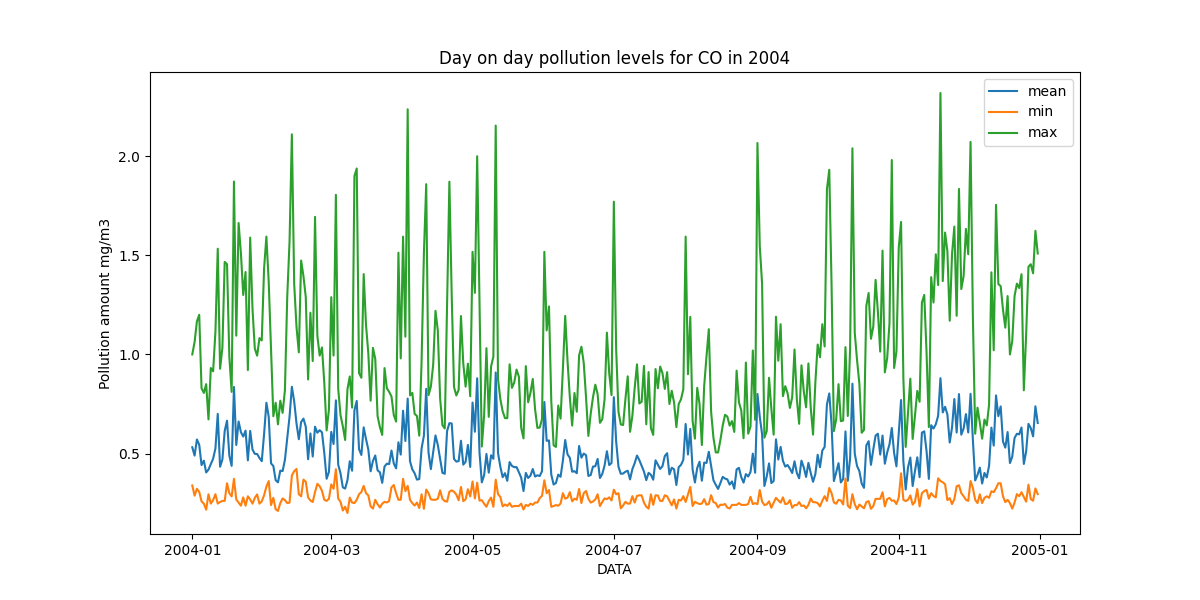 Day on day pollution levels for CO in 2004
mean
min
max
2.0
1.5
1.0
0.5
Pollution amount mg/m3
2004-01
2004-03
2004-05
2004-07
2004-09
2004-11
2005-01
DATA